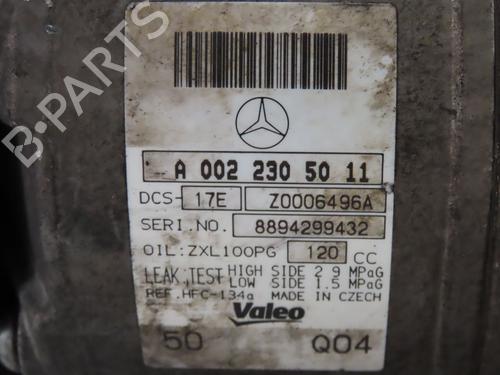 A 002 230 50 11
DCS- 17E Z0006496A
SERI.NO. 8894299432
OIL:ZXL100PG 120 CC
LEAK TEST HIGH SIDE 2.9 MPaG
LOW SIDE 1.5 MPaG
REF.HFC-134a MADE IN CZECH
Valeo
50 Q04
B-PARTS